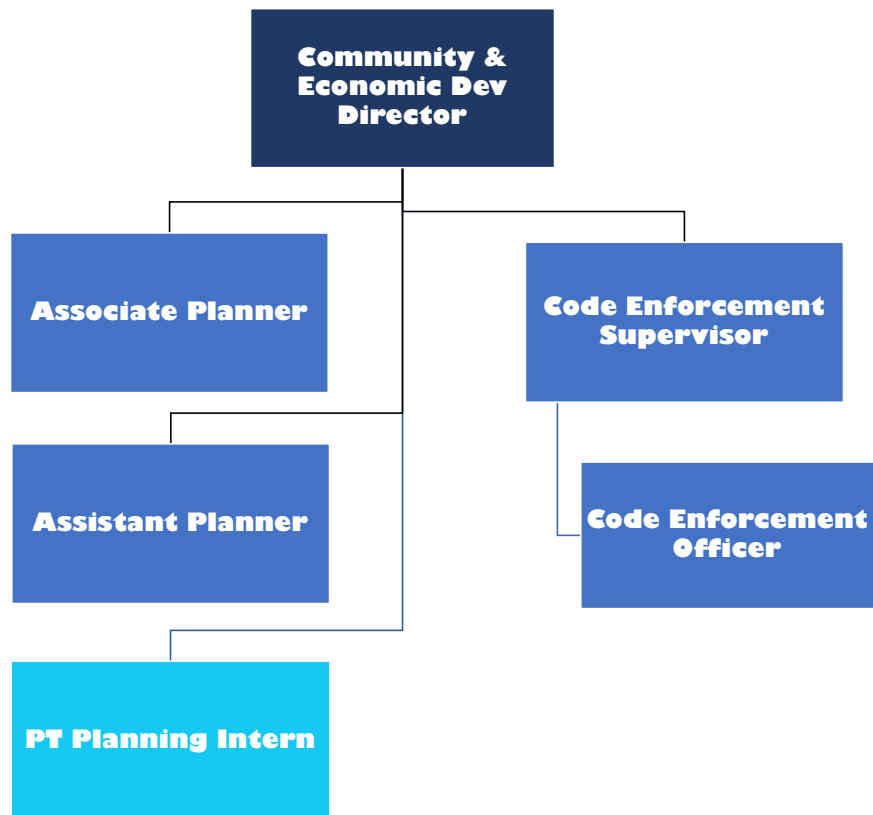 Community &
Economic Dev
Director
Associate Planner
Code Enforcement
Supervisor
Assistant Planner
Code Enforcement
Officer
PT Planning Intern